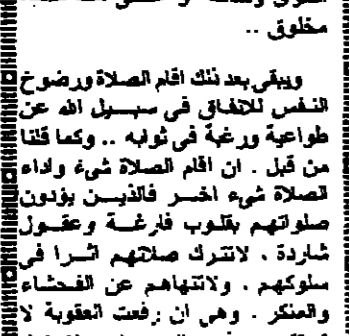 مخلوق ..
ويبقى بعد ذلك اقام الصلاة ورضوخ
النفس للانفاق فى سبيل الله عن
طواعية ورغبة فى ثوابه .. وكما قلنا
من قبل . ان اقام الصلاة شىء واداء
الصلاة شىء اخر فالذين يؤدون
صلواتهم بقلوب فارغة وعقول
شاردة . لاتترك صلاتهم اثرا فى
سلوكهم . ولاتنهاهم عن الفحشاء
والمنكر . وهى ان رفعت العقوبة لا